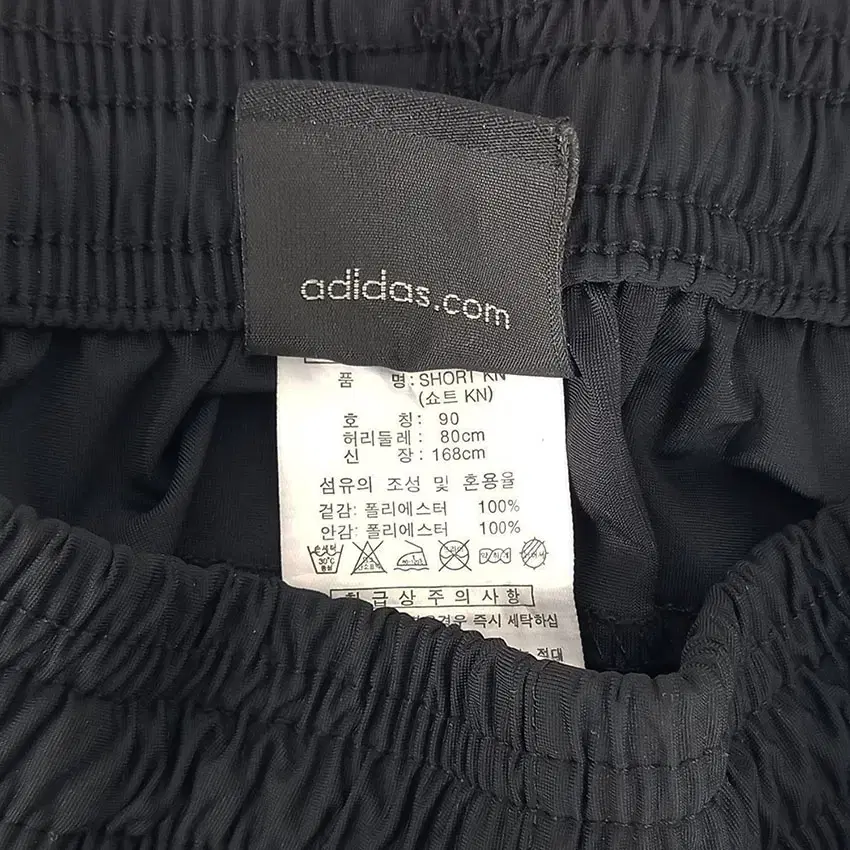 adidas.com
품 명: SHORT KN
(쇼트 KN)
호 칭: 90
허리둘레 : 80cm
신 장: 168cm
섬유의 조성 및 혼용율
겉감: 폴리에스터 100%
안감: 폴리에스터 100%
30℃
취급상주의사항
즉시 세탁하십
절대